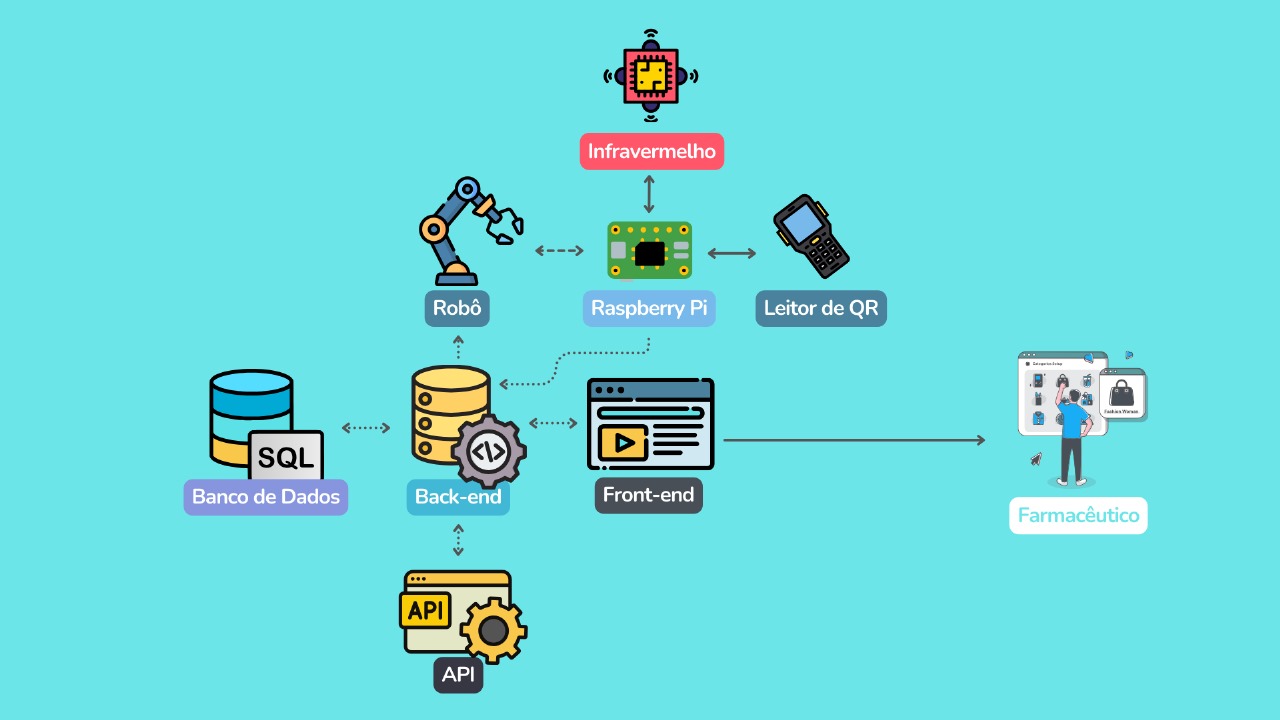 Infravermelho
Robô
Raspberry Pi
Leitor de QR
SQL
Banco de Dados
Back-end
</>
Front-end
Fashion Women
Farmacêutico
API
API